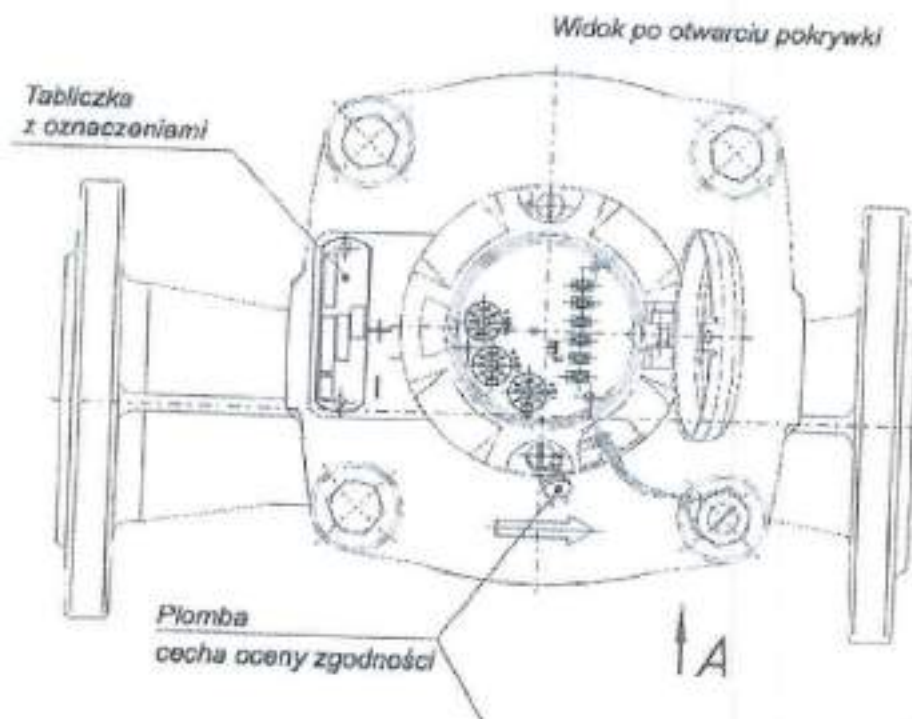 Widok po otwarciu pokrywki
Tabliczka
z oznaczeniami
Plomba
cecha oceny zgodności
A